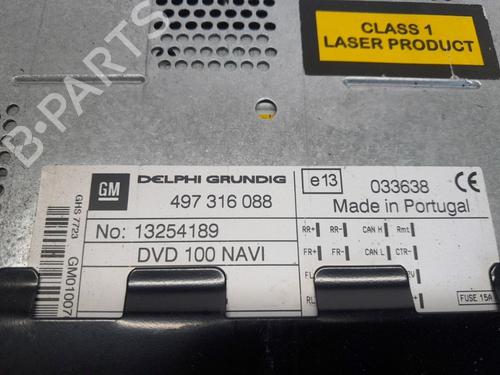 CLASS 1
LASER PRODUCT
B-PARTS
GM
DELPHI GRUNDIG
497 316 088
e13
033638
CE
Made in Portugal
No: 13254189
DVD 100 NAVI
GHS 7723
GM01007
RR+ RR- CAN H Rmt
FR+ FR- CAN L CTR-
FUSE 15A